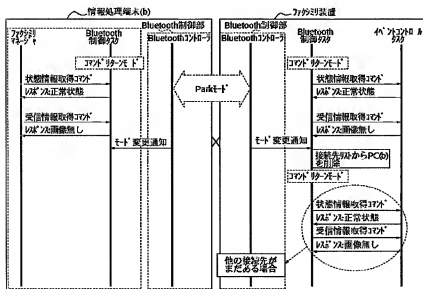 情報処理端末(b)
ファクシミリ装置
Bluetooth制御部
Bluetooth制御部
ファクシミリ
マネージャ
Bluetooth
制御タスク
Bluetoothコントローラ
Bluetoothコントローラ
Bluetooth
制御タスク
イベントコントロール
タスク
コマンドリターンモード
コマンドリターンモード
状態情報取得コマンド
レスポンス:正常状態
Parkモード
状態情報取得コマンド
レスポンス:正常状態
受信情報取得コマンド
レスポンス:画像無し
受信情報取得コマンド
レスポンス:画像無し
モード変更通知
モード変更通知
接続先リストからPC(b)
を削除
コマンドリターンモード
状態情報取得コマンド
レスポンス:正常状態
受信情報取得コマンド
レスポンス:画像無し
他の接続先が
まだある場合